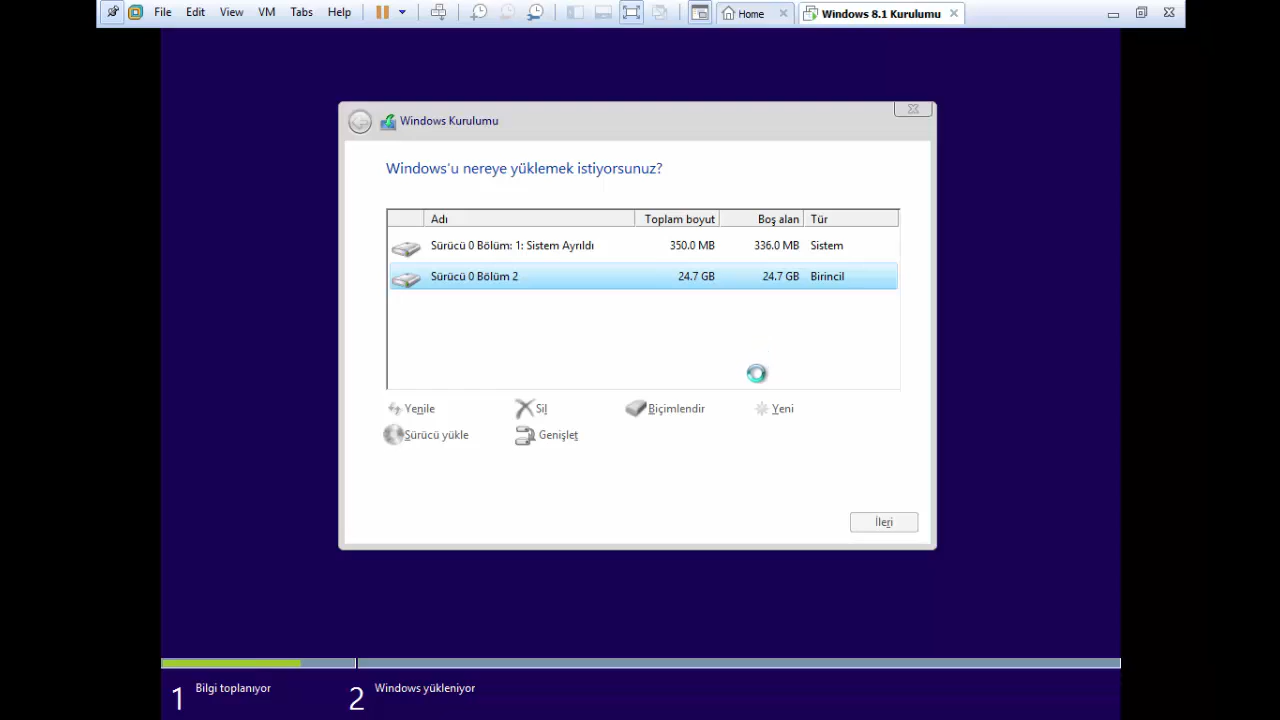 File Edit View VM Tabs Help Home Windows 8.1 Kurulumu
Windows Kurulumu
Windows'u nereye yüklemek istiyorsunuz?
Adı Toplam boyut Boş alan Tür
Sürücü 0 Bölüm: 1: Sistem Ayrıldı 350.0 MB 336.0 MB Sistem
Sürücü 0 Bölüm 2 24.7 GB 24.7 GB Birincil
Yenile Sil Biçimlendir Yeni
Sürücü yükle Genişlet
İleri
1 Bilgi toplanıyor 2 Windows yükleniyor